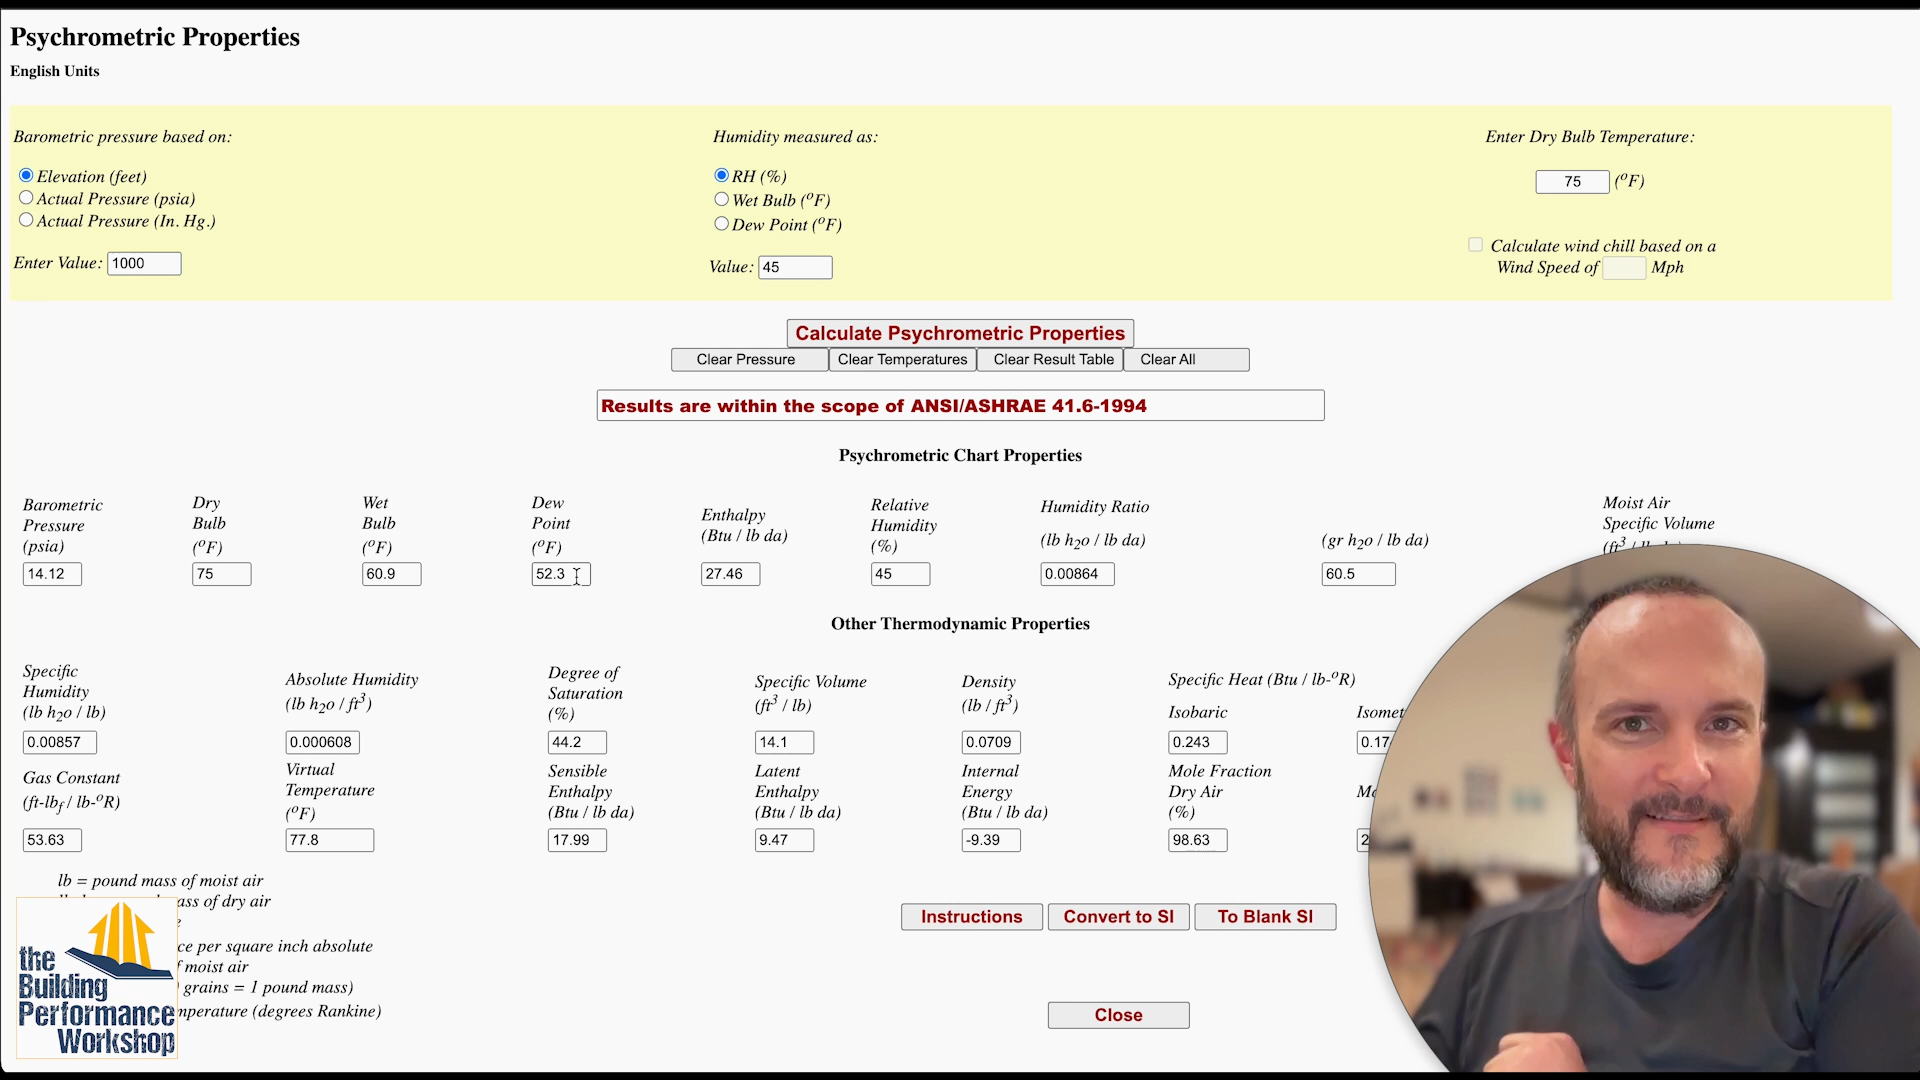 Psychrometric Properties
English Units
Barometric pressure based on:
Elevation (feet)
Actual Pressure (psia)
Actual Pressure (In. Hg.)
Enter Value: 1000
Humidity measured as:
RH (%)
Wet Bulb (°F)
Dew Point (°F)
Value: 45
Enter Dry Bulb Temperature:
75 (°F)
Calculate wind chill based on a
Wind Speed of Mph
Calculate Psychrometric Properties
Clear Pressure Clear Temperatures Clear Result Table Clear All
Results are within the scope of ANSI/ASHRAE 41.6-1994
Psychrometric Chart Properties
Barometric
Pressure
(psia)
14.12
Dry
Bulb
(°F)
75
Wet
Bulb
(°F)
60.9
Dew
Point
(°F)
52.3
Enthalpy
(Btu / lb da)
27.46
Relative
Humidity
(%)
45
Humidity Ratio
(lb h2o / lb da)
0.00864
(gr h2o / lb da)
60.5
Moist Air
Specific Volume
Other Thermodynamic Properties
Specific
Humidity
(lb h2o / lb)
0.00857
Absolute Humidity
(lb h2o / ft3)
0.000608
Degree of
Saturation
(%)
44.2
Specific Volume
(ft3 / lb)
14.1
Density
(lb / ft3)
0.0709
Specific Heat (Btu / lb-°R)
Isobaric
0.243
Isomet
0.17
Gas Constant
(ft-lbf / lb-°R)
53.63
Virtual
Temperature
(°F)
77.8
Sensible
Enthalpy
(Btu / lb da)
17.99
Latent
Enthalpy
(Btu / lb da)
9.47
Internal
Energy
(Btu / lb da)
-9.39
Mole Fraction
Dry Air
(%)
98.63
lb = pound mass of moist air
ass of dry air
ce per square inch absolute
f moist air
grains = 1 pound mass)
mperature (degrees Rankine)
the
Building
Performance
Workshop
Instructions Convert to SI To Blank SI
Close